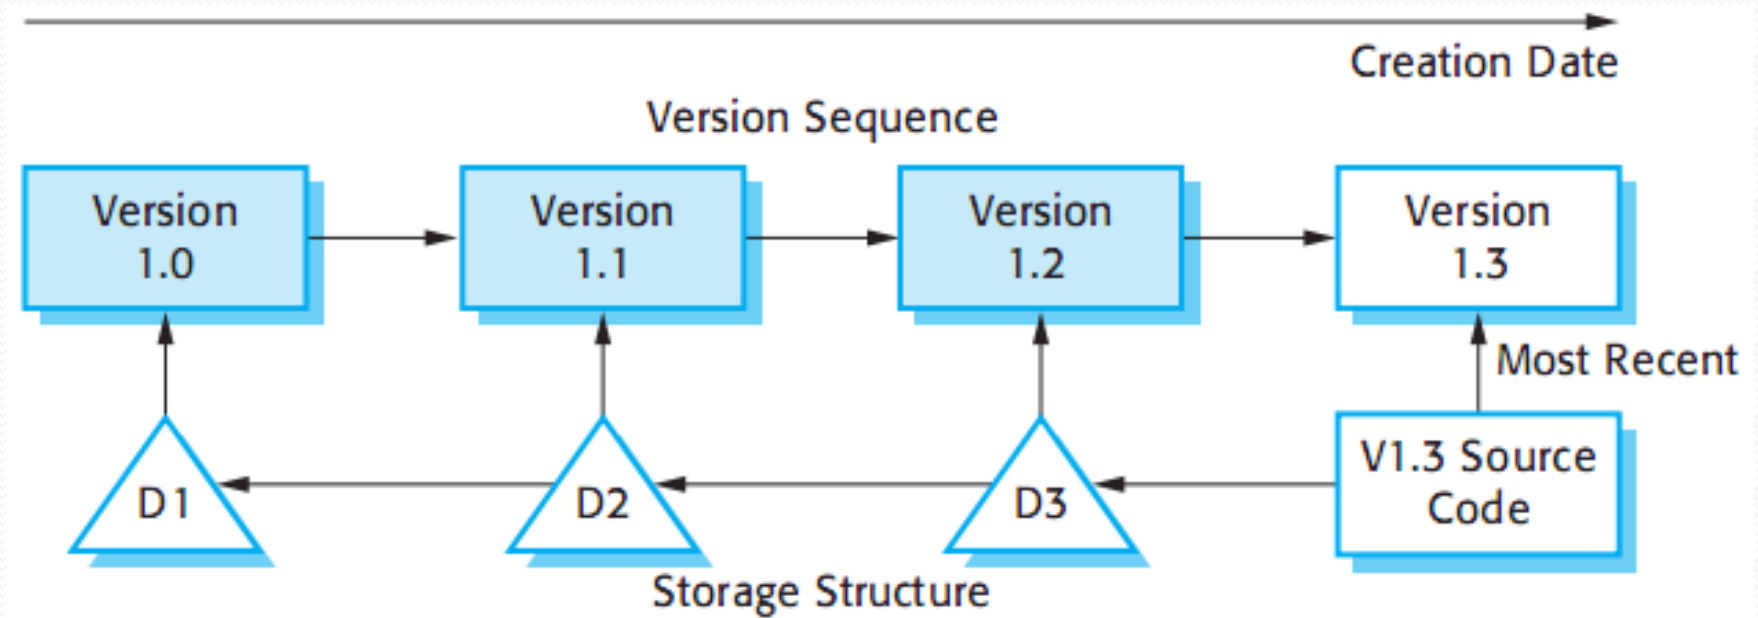 Creation Date
Version Sequence
Version
1.0
Version
1.1
Version
1.2
Version
1.3
Most Recent
D1
D2
D3
V1.3 Source
Code
Storage Structure